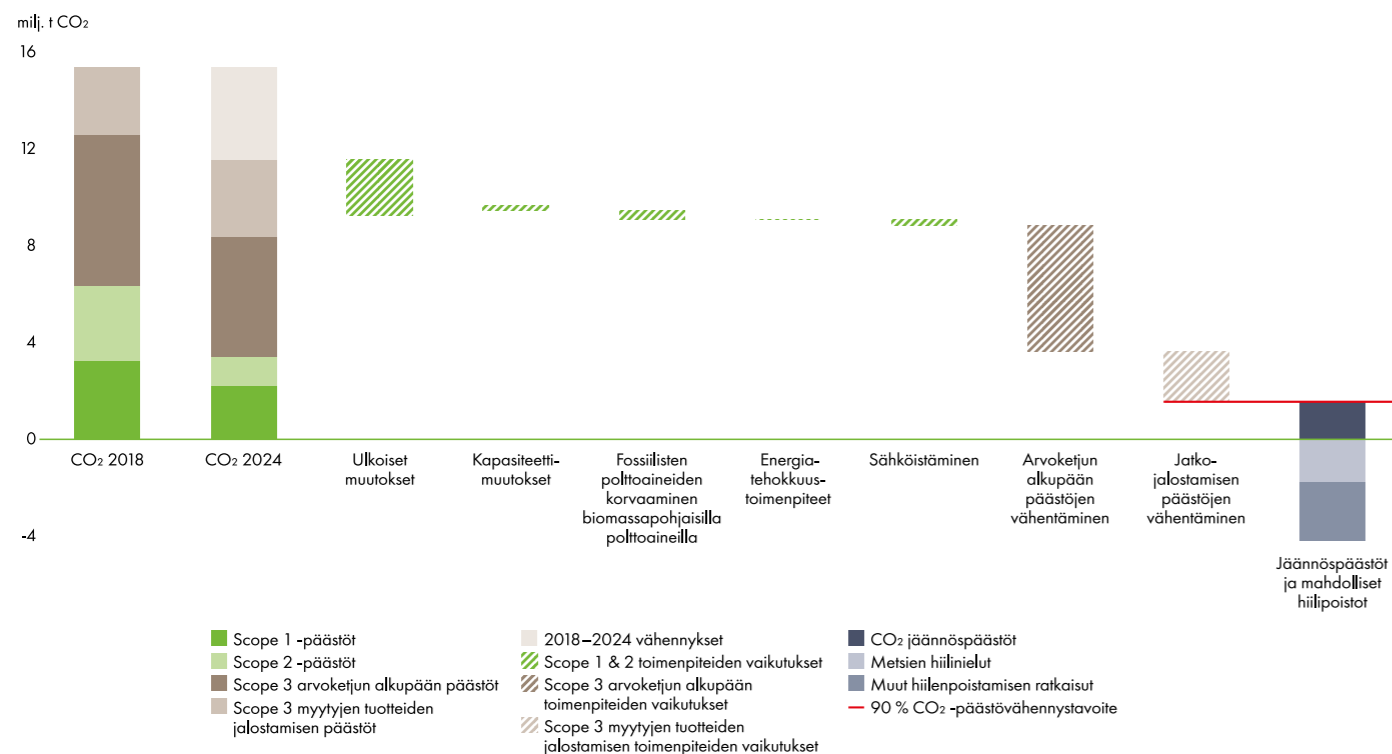 milj. t CO₂
16
12
8
4
0
-4
CO₂ 2018
CO₂ 2024
Ulkoiset
muutokset
Kapasiteetti-
muutokset
Fossiilisten
polttoaineiden
korvaaminen
biomassapohjaisilla
polttoaineilla
Energia-
tehokkuus-
toimenpiteet
Sähköistäminen
Arvoketjun
alkupään
päästöjen
vähentäminen
Jatko-
jalostamisen
päästöjen
vähentäminen
Jäännöspäästöt
ja mahdolliset
hiilipoistot
Scope 1 -päästöt
Scope 2 -päästöt
Scope 3 arvoketjun alkupään päästöt
Scope 3 myytyjen tuotteiden
jalostamisen päästöt
2018–2024 vähennykset
Scope 1 & 2 toimenpiteiden vaikutukset
Scope 3 arvoketjun alkupään
toimenpiteiden vaikutukset
Scope 3 myytyjen tuotteiden
jalostamisen toimenpiteiden vaikutukset
CO₂ jäännöspäästöt
Metsien hiilinielut
Muut hiilenpoistamisen ratkaisut
90 % CO₂ -päästövähennystavoite